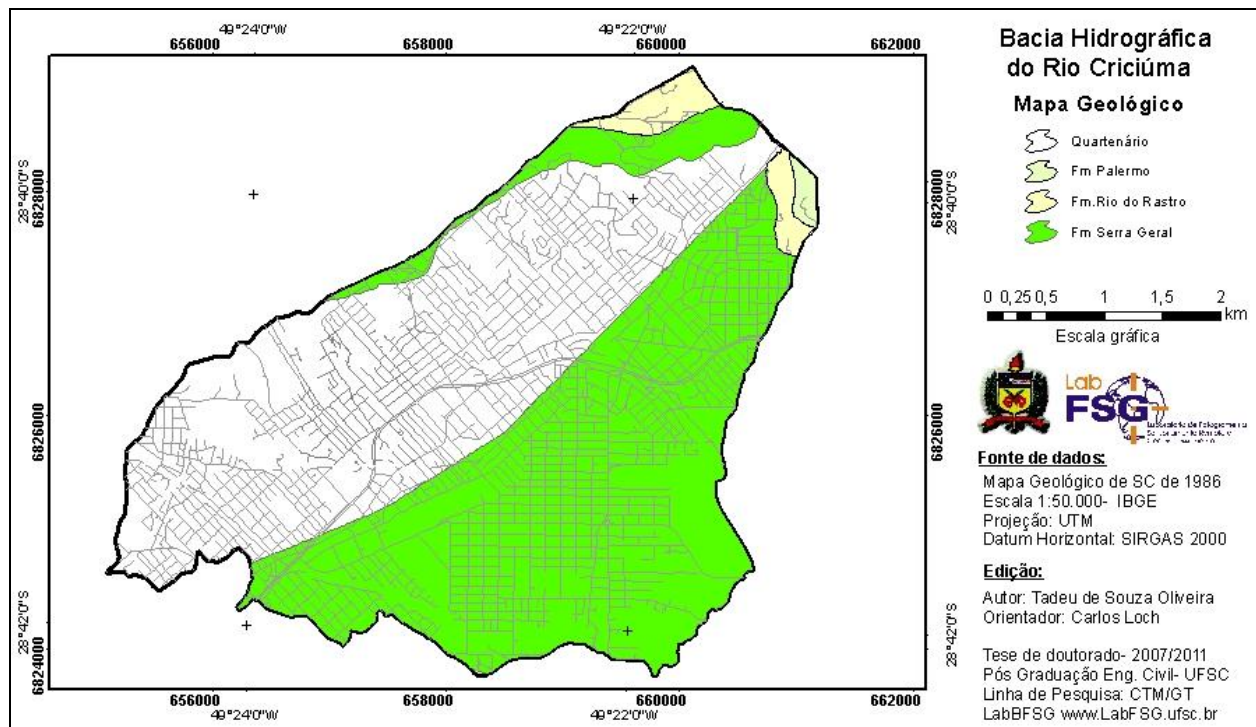 49°24'0"W
49°22'0"W
656000
658000
660000
662000
28°40'0"S
6828000
6828000
28°40'0"S
6826000
6826000
28°42'0"S
6824000
28°42'0"S
6824000
656000
658000
660000
662000
49°24'0"W
49°22'0"W
Bacia Hidrográfica
do Rio Criciúma
Mapa Geológico
Quartenário
Fm Palermo
Fm.Rio do Rastro
Fm Serra Geral
0 0,25 0,5 1 1,5 2
km
Escala gráfica
Lab
FSG
Fonte de dados:
Mapa Geológico de SC de 1986
Escala 1:50.000- IBGE
Projeção: UTM
Datum Horizontal: SIRGAS 2000
Edição:
Autor: Tadeu de Souza Oliveira
Orientador: Carlos Loch
Tese de doutorado- 2007/2011
Pós Graduação Eng. Civil- UFSC
Linha de Pesquisa: CTM/GT
LabBFSG www.LabFSG.ufsc.br